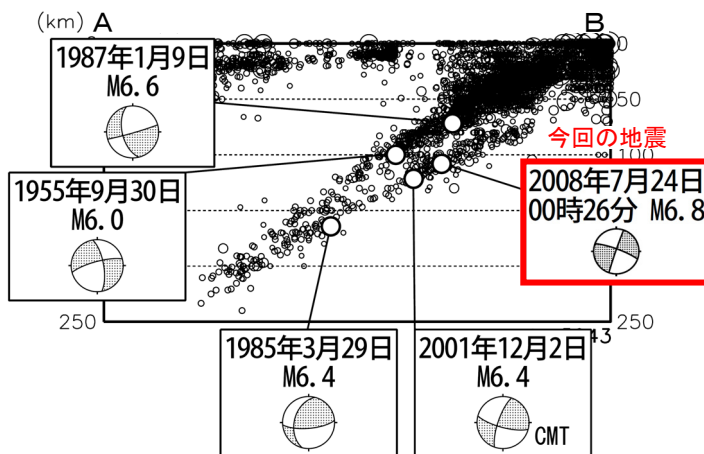 (km) A B
0
1987年1月9日
M6.6
50
今回の地震
100
1955年9月30日
M6.0
2008年7月24日
00時26分 M6.8
250 250
43
1985年3月29日
M6.4
2001年12月2日
M6.4
CMT